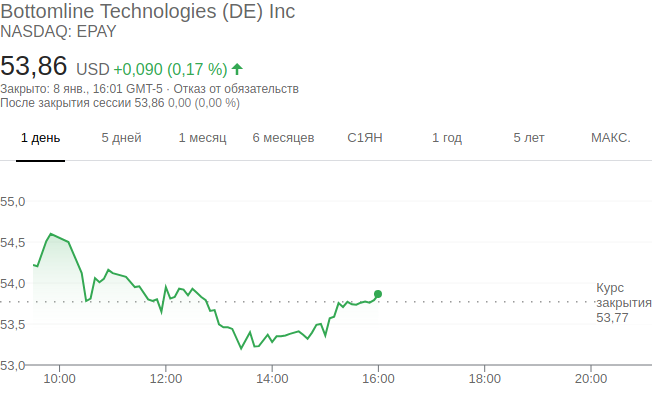 Bottomline Technologies (DE) Inc
NASDAQ: EPAY
53,86 USD +0,090 (0,17 %)
Закрыто: 8 янв., 16:01 GMT-5 · Отказ от обязательств
После закрытия сессии 53,86 0,00 (0,00 %)
1 день 5 дней 1 месяц 6 месяцев С1ЯН 1 год 5 лет МАКС.
55,0
54,5
54,0
Курс
закрытия
53,77
53,5
53,0
10:00 12:00 14:00 16:00 18:00 20:00